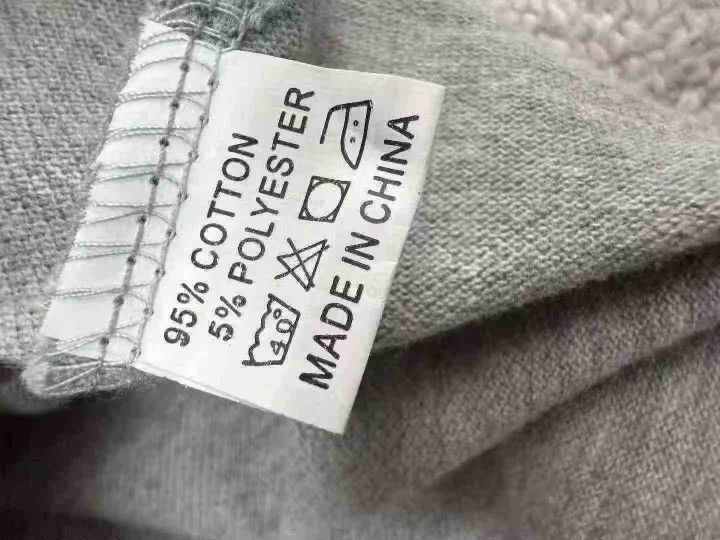 95% COTTON
5% POLYESTER
40°
MADE IN CHINA